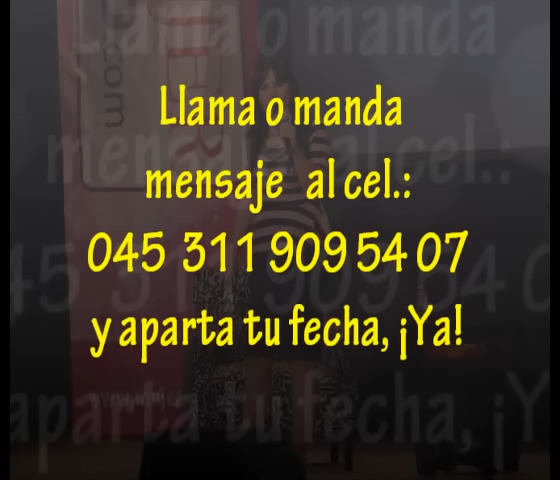 Llama o manda
mensaje al cel.:
045 311 909 54 07
y aparta tu fecha, ¡Ya!